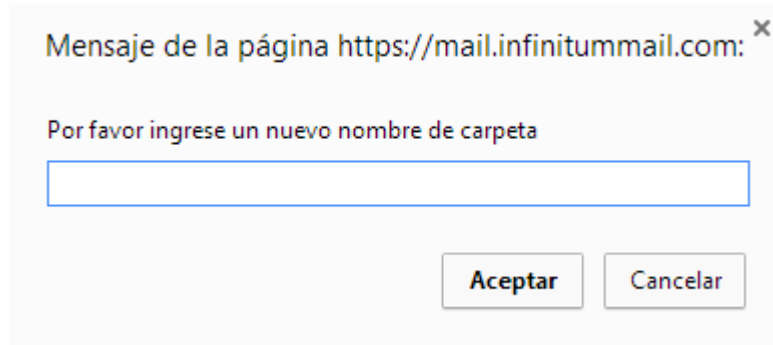 Mensaje de la página https://mail.infinitummail.com:
Por favor ingrese un nuevo nombre de carpeta
Aceptar
Cancelar